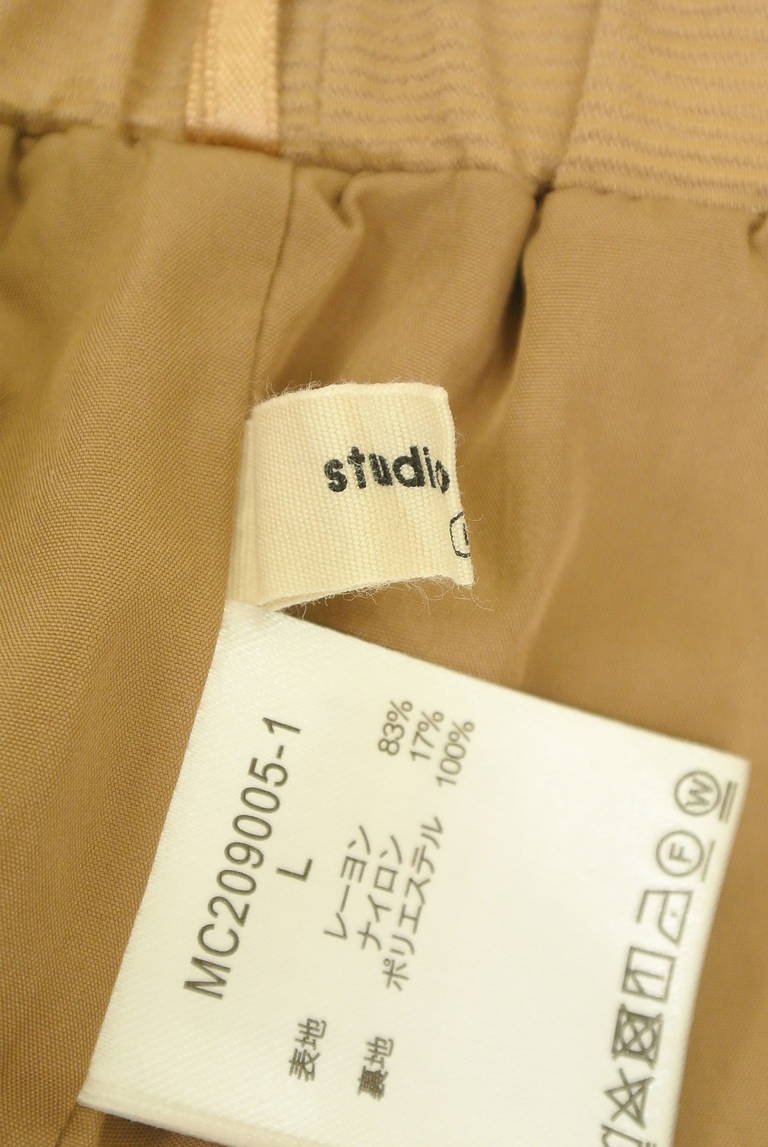 studio
MC209005-1
L
表地 レーヨン 83%
ナイロン 17%
裏地 ポリエステル 100%
F
W